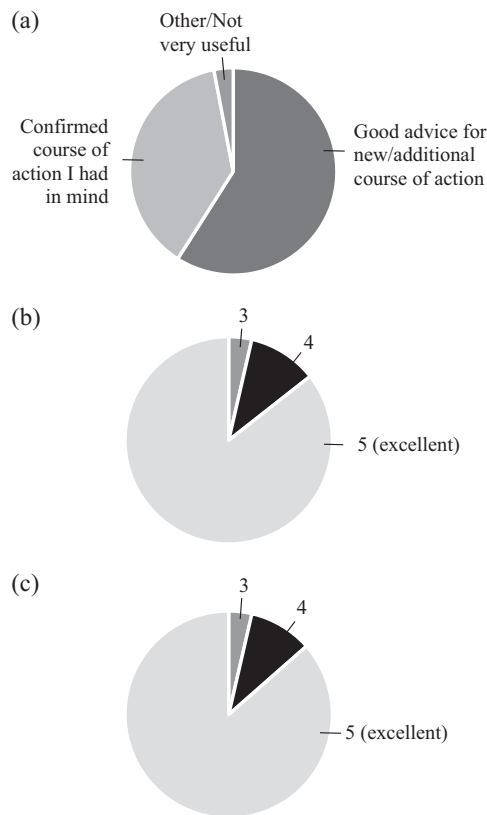 (a)
Other/Not
very useful
Confirmed
course of
action I had
in mind
Good advice for
new/additional
course of action
(b)
3
4
5 (excellent)
(c)
3
4
5 (excellent)